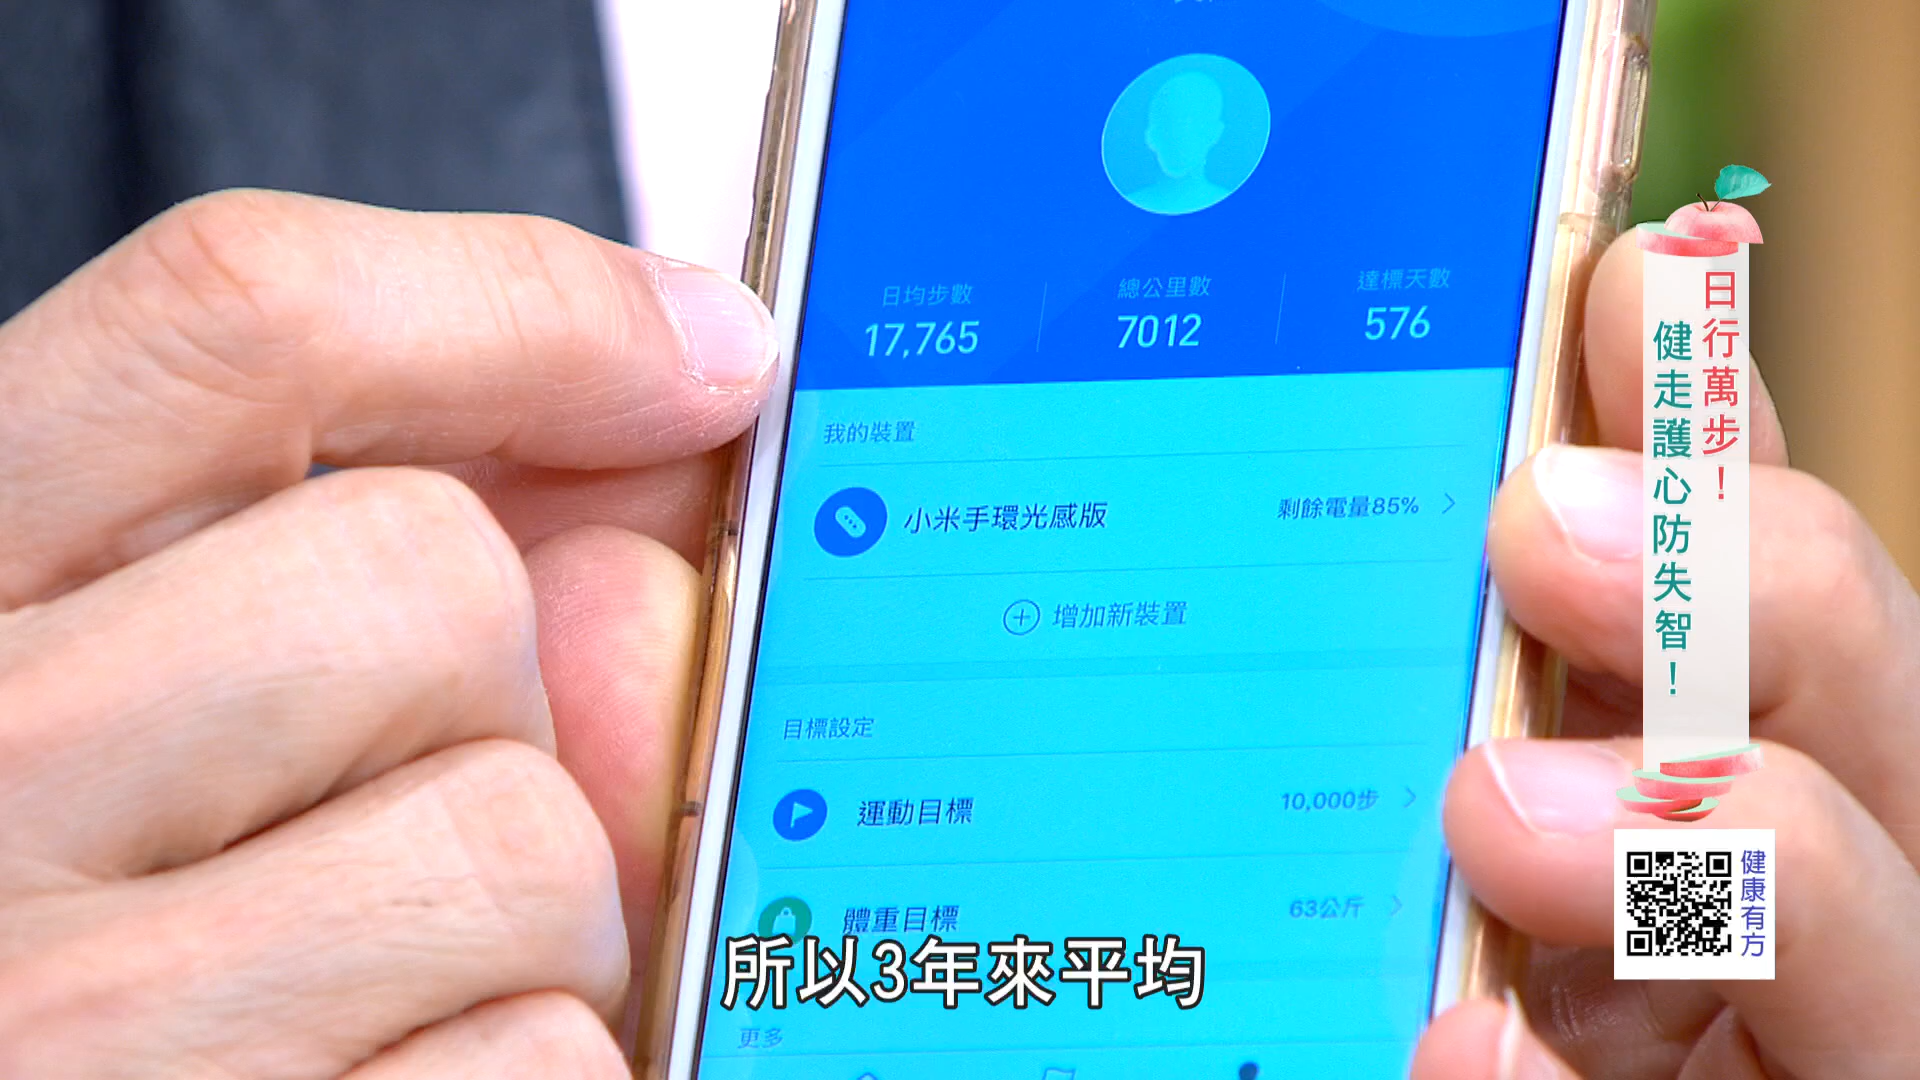 日均步數
17,765
總公里數
7012
達標天數
576
我的裝置
小米手環光感版
剩餘電量85%
增加新裝置
目標設定
運動目標
10,000步
體重目標
63公斤
更多
所以3年來平均
日行萬步！
健走護心防失智！
健康有方